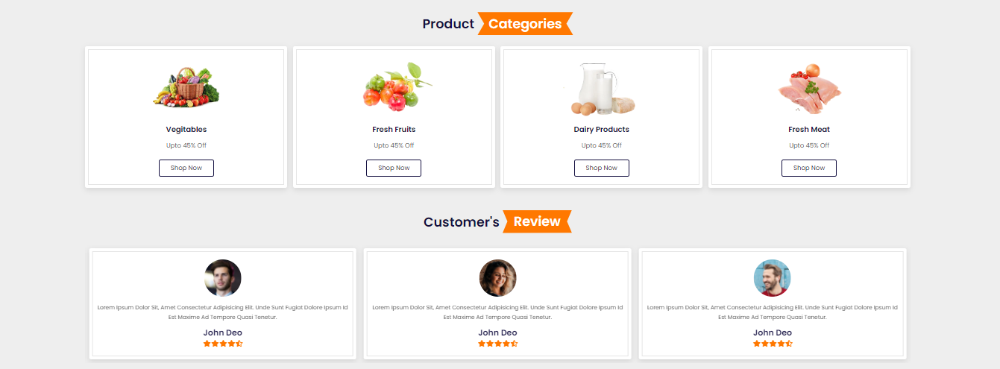 Product Categories
Vegitables
Upto 45% Off
Shop Now
Fresh Fruits
Upto 45% Off
Shop Now
Dairy Products
Upto 45% Off
Shop Now
Fresh Meat
Upto 45% Off
Shop Now
Customer's Review
Lorem Ipsum Dolor Sit, Amet Consectetur Adipisicing Elit. Unde Sunt Fugiat Dolore Ipsum Id
Est Maxime Ad Tempore Quasi Tenetur.
John Deo
Lorem Ipsum Dolor Sit, Amet Consectetur Adipisicing Elit. Unde Sunt Fugiat Dolore Ipsum Id
Est Maxime Ad Tempore Quasi Tenetur.
John Deo
Lorem Ipsum Dolor Sit, Amet Consectetur Adipisicing Elit. Unde Sunt Fugiat Dolore Ipsum Id
Est Maxime Ad Tempore Quasi Tenetur.
John Deo